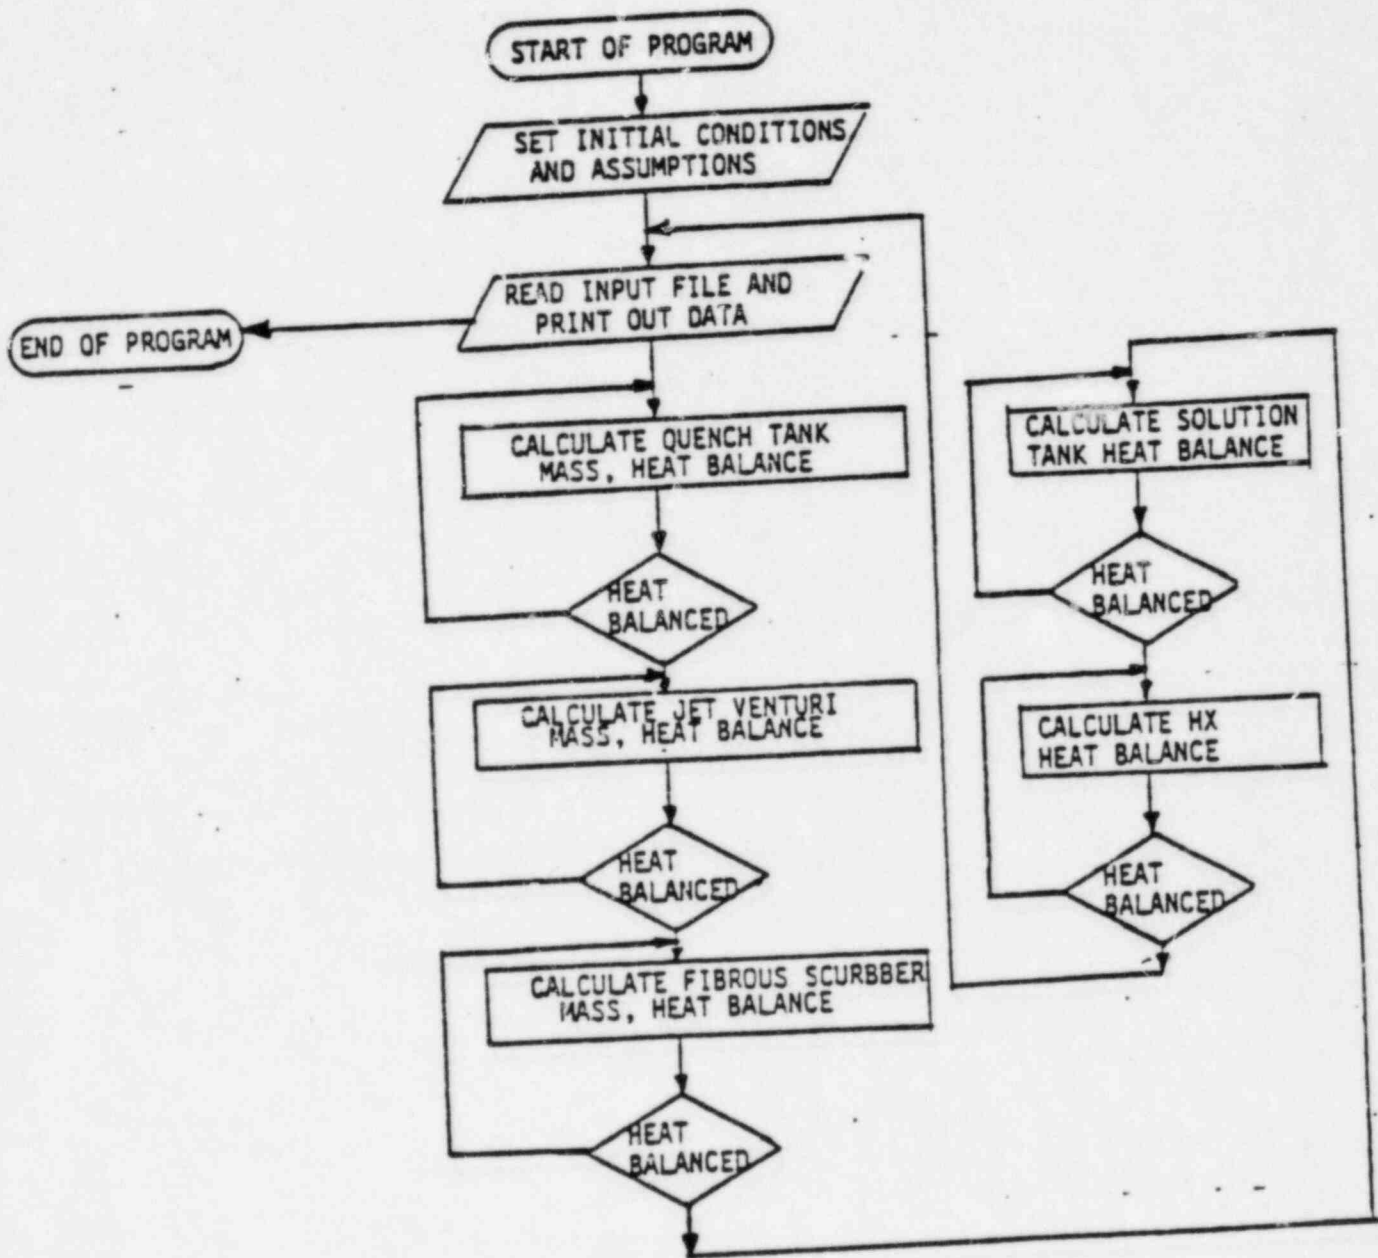 START OF PROGRAM
SET INITIAL CONDITIONS
AND ASSUMPTIONS
READ INPUT FILE AND
PRINT OUT DATA
END OF PROGRAM
CALCULATE QUENCH TANK
MASS, HEAT BALANCE
HEAT
BALANCED
CALCULATE JET VENTURI
MASS, HEAT BALANCE
HEAT
BALANCED
CALCULATE FIBROUS SCURBBER
MASS, HEAT BALANCE
HEAT
BALANCED
CALCULATE SOLUTION
TANK HEAT BALANCE
HEAT
BALANCED
CALCULATE HX
HEAT BALANCE
HEAT
BALANCED